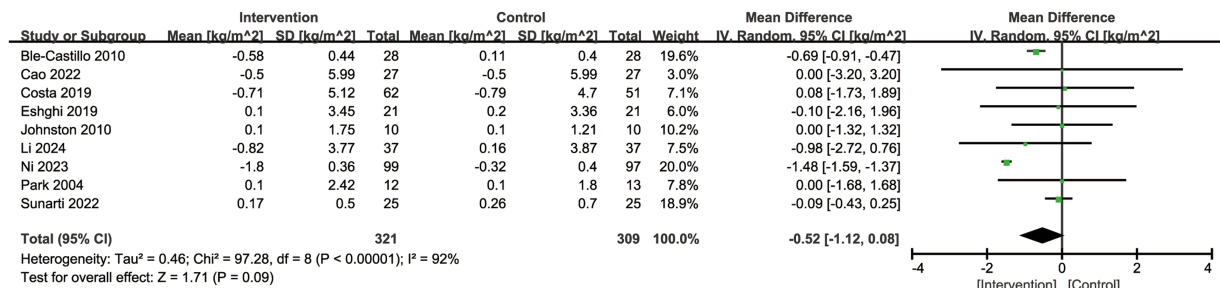 Intervention Control Mean Difference Mean Difference
Study or Subgroup Mean [kg/m^2] SD [kg/m^2] Total Mean [kg/m^2] SD [kg/m^2] Total Weight IV. Random. 95% CI [kg/m^2] IV. Random. 95% CI [kg/m^2]
Ble-Castillo 2010 -0.58 0.44 28 0.11 0.4 28 19.6% -0.69 [-0.91, -0.47]
Cao 2022 -0.5 5.99 27 -0.5 5.99 27 3.0% 0.00 [-3.20, 3.20]
Costa 2019 -0.71 5.12 62 -0.79 4.7 51 7.1% 0.08 [-1.73, 1.89]
Eshghi 2019 0.1 3.45 21 0.2 3.36 21 6.0% -0.10 [-2.16, 1.96]
Johnston 2010 0.1 1.75 10 0.1 1.21 10 10.2% 0.00 [-1.32, 1.32]
Li 2024 -0.82 3.77 37 0.16 3.87 37 7.5% -0.98 [-2.72, 0.76]
Ni 2023 -1.8 0.36 99 -0.32 0.4 97 20.0% -1.48 [-1.59, -1.37]
Park 2004 0.1 2.42 12 0.1 1.8 13 7.8% 0.00 [-1.68, 1.68]
Sunarti 2022 0.17 0.5 25 0.26 0.7 25 18.9% -0.09 [-0.43, 0.25]
Total (95% CI) 321 309 100.0% -0.52 [-1.12, 0.08]
Heterogeneity: Tau² = 0.46; Chi² = 97.28, df = 8 (P < 0.00001); I² = 92%
Test for overall effect: Z = 1.71 (P = 0.09)
-4 -2 0 2 4
[Intervention] [Control]